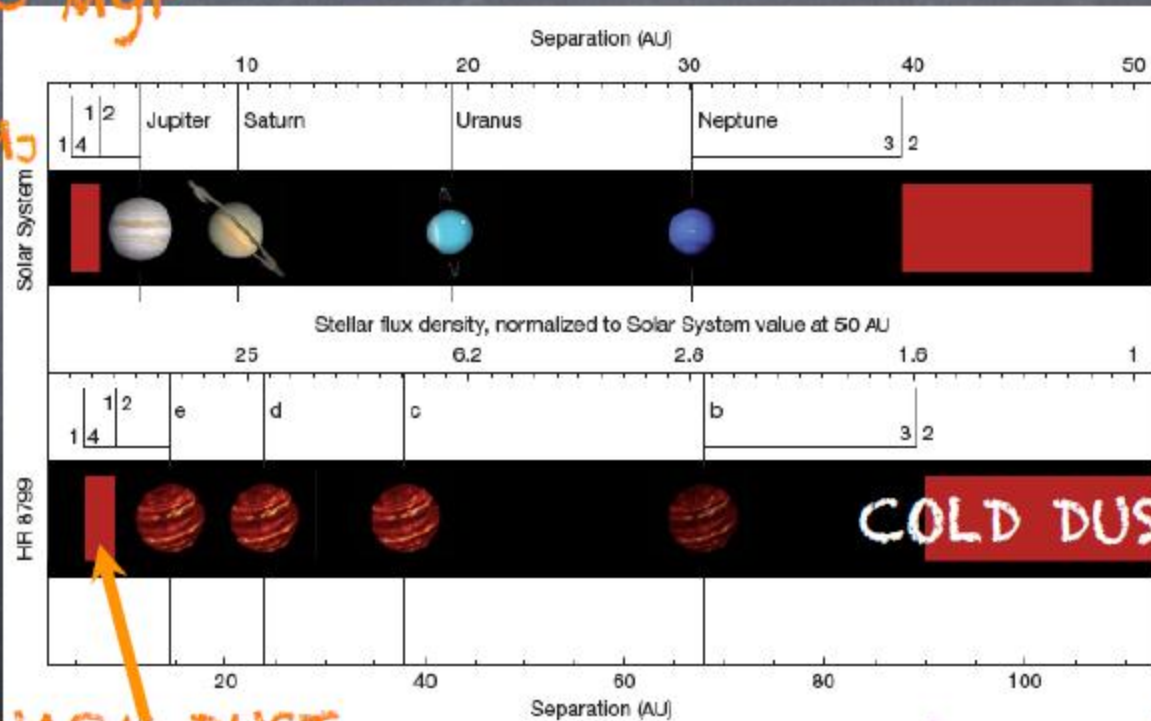 Separation (AU)
10 20 30 40 50
1 2 Jupiter Saturn Uranus Neptune
1 4 3 2
Solar System
Stellar flux density, normalized to Solar System value at 50 AU
25 6.2 2.8 1.6 1
1 2 e d c b
1 4 3 2
HR 8799
COLD DUS
20 40 60 80 100
Separation (AU)